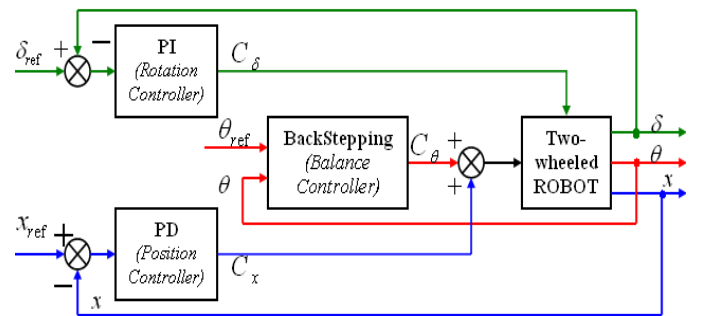 δref + −
PI
(Rotation
Controller)
Cδ
θref
θ
BackStepping
(Balance
Controller)
Cθ
+
+
Two-
wheeled
ROBOT
δ
θ
x
xref +
−
x
PD
(Position
Controller)
Cx